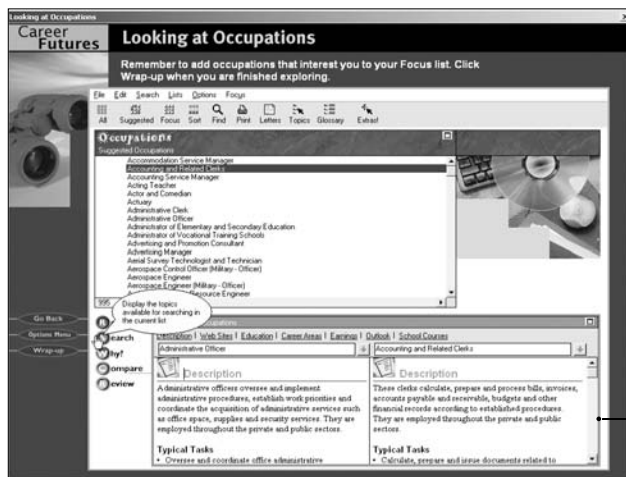 Looking at Occupations
Career
Futures
Looking at Occupations
Remember to add occupations that interest you to your Focus list. Click
Wrap-up when you are finished exploring.
File Edit Search Lists Options Focus
All Suggested Focus Sort Find Print Letters Topics Glossary Extras!
Occupations
Suggested Occupations
Accommodation Service Manager
Accounting and Related Clerks
Accounting Service Manager
Acting Teacher
Actor and Comedian
Actuary
Administrative Clerk
Administrative Officer
Administrator of Elementary and Secondary Education
Administrator of Vocational Training Schools
Advertising and Promotion Consultant
Advertising Manager
Aerial Survey Technologist and Technician
Aerospace Control Officer (Military - Officer)
Aerospace Engineer
Aerospace Engineer (Military - Officer)
Resource Engineer
995
Display the topics
available for searching in
the current list
Go Back
Options Menu
Wrap-up
earch
hy?
ompare
eview
ccupations
Description | Web Sites | Education | Career Areas | Earnings | Outlook | School Courses
Administrative Officer
Accounting and Related Clerks
Description
Administrative officers oversee and implement
administrative procedures, establish work priorities and
coordinate the acquisition of administrative services such
as office space, supplies and security services. They are
employed throughout the private and public sectors.
Typical Tasks
• Oversee and coordinate office administrative
Description
These clerks calculate, prepare and process bills, invoices,
accounts payable and receivable, budgets and other
financial records according to established procedures.
They are employed throughout the private and public
sectors.
Typical Tasks
• Calculate, prepare and issue documents related to